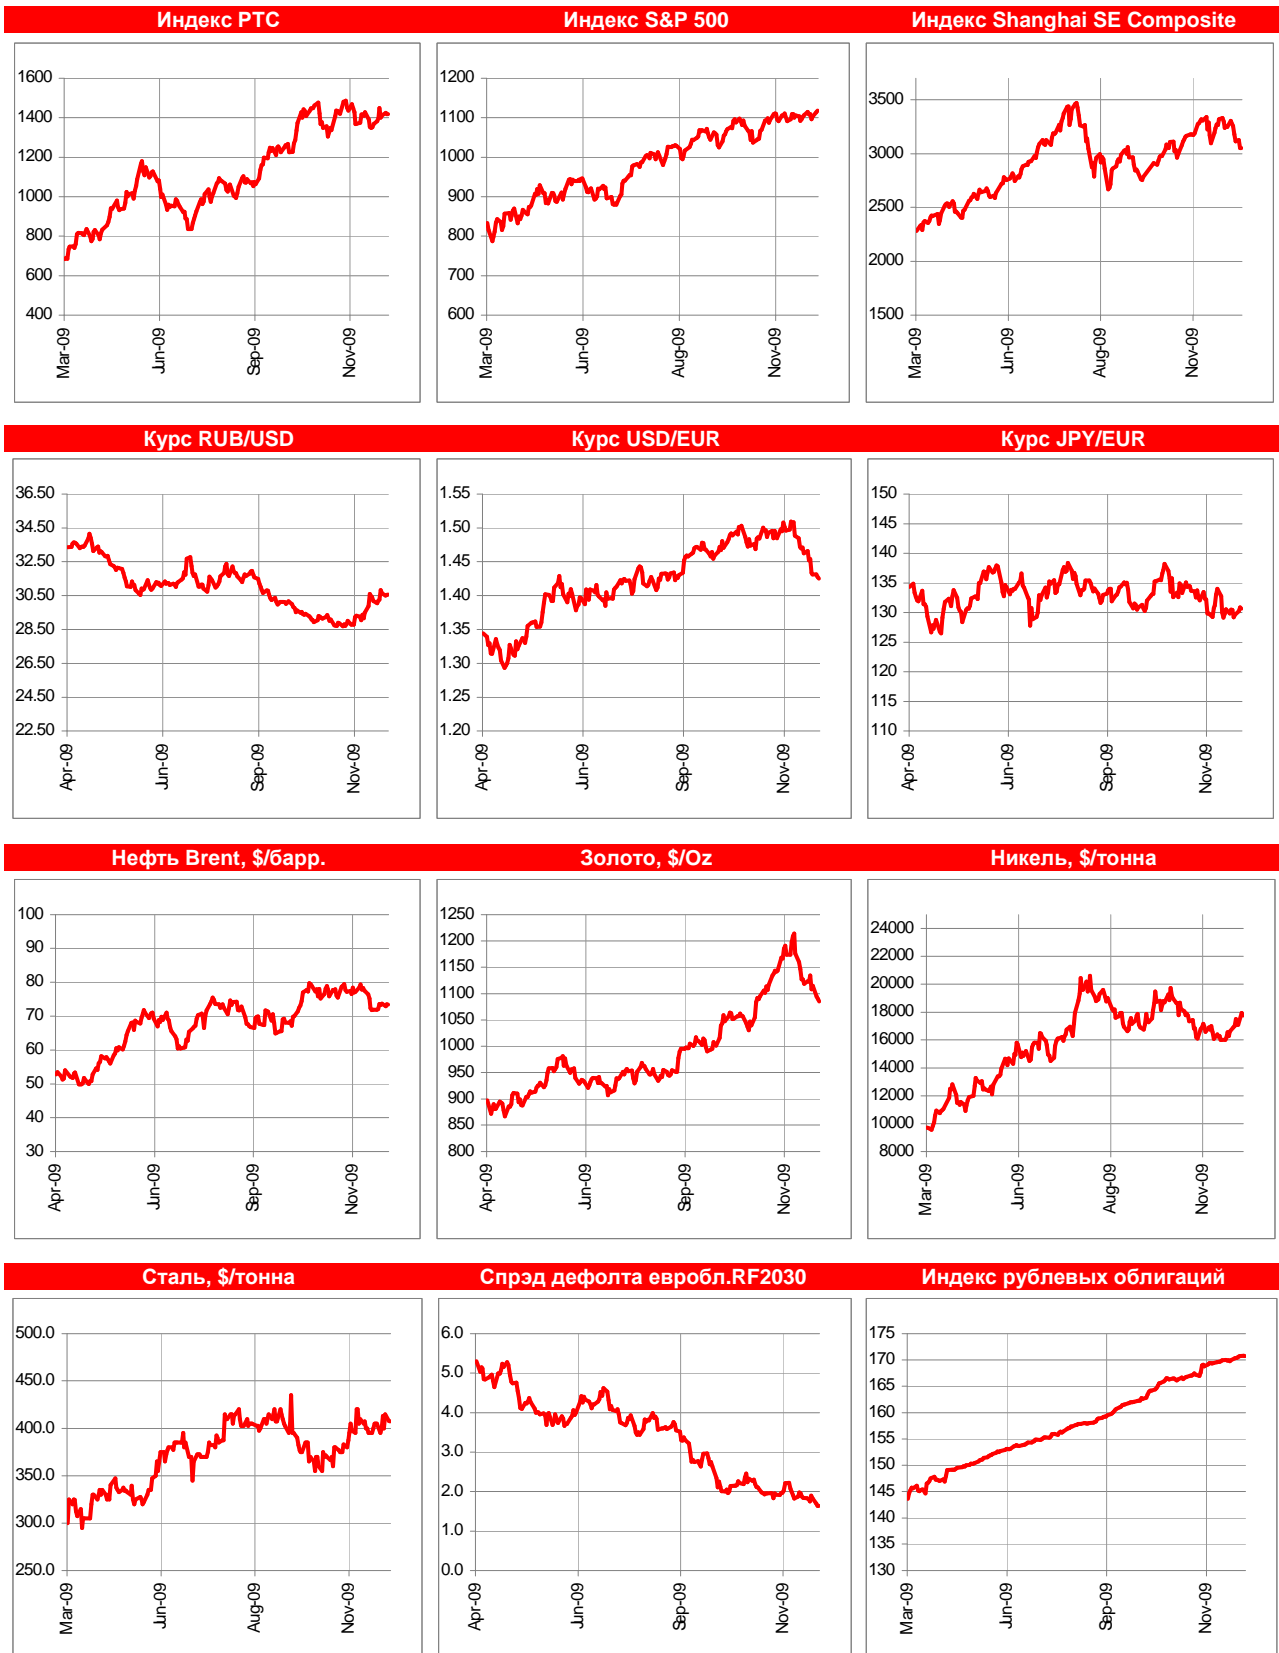 Индекс РТС
Индекс S&P 500
Индекс Shanghai SE Composite
1600
1400
1200
1000
800
600
400
Mar-09
Jun-09
Sep-09
Nov-09
1200
1100
1000
900
800
700
600
Mar-09
Jun-09
Aug-09
Nov-09
3500
3000
2500
2000
1500
Mar-09
Jun-09
Aug-09
Nov-09
Курс RUB/USD
Курс USD/EUR
Курс JPY/EUR
36.50
34.50
32.50
30.50
28.50
26.50
24.50
22.50
Apr-09
Jun-09
Sep-09
Nov-09
1.55
1.50
1.45
1.40
1.35
1.30
1.25
1.20
Apr-09
Jun-09
Sep-09
Nov-09
150
145
140
135
130
125
120
115
110
Apr-09
Jun-09
Sep-09
Nov-09
Нефть Brent, $/барр.
Золото, $/Oz
Никель, $/тонна
100
90
80
70
60
50
40
30
Apr-09
Jun-09
Sep-09
Nov-09
1250
1200
1150
1100
1050
1000
950
900
850
800
Apr-09
Jun-09
Sep-09
Nov-09
24000
22000
20000
18000
16000
14000
12000
10000
8000
Mar-09
Jun-09
Aug-09
Nov-09
Сталь, $/тонна
Спрэд дефолта евробл.RF2030
Индекс рублевых облигаций
500.0
450.0
400.0
350.0
300.0
250.0
Mar-09
Jun-09
Aug-09
Nov-09
6.0
5.0
4.0
3.0
2.0
1.0
0.0
Apr-09
Jun-09
Sep-09
Nov-09
175
170
165
160
155
150
145
140
135
130
Mar-09
Jun-09
Sep-09
Nov-09